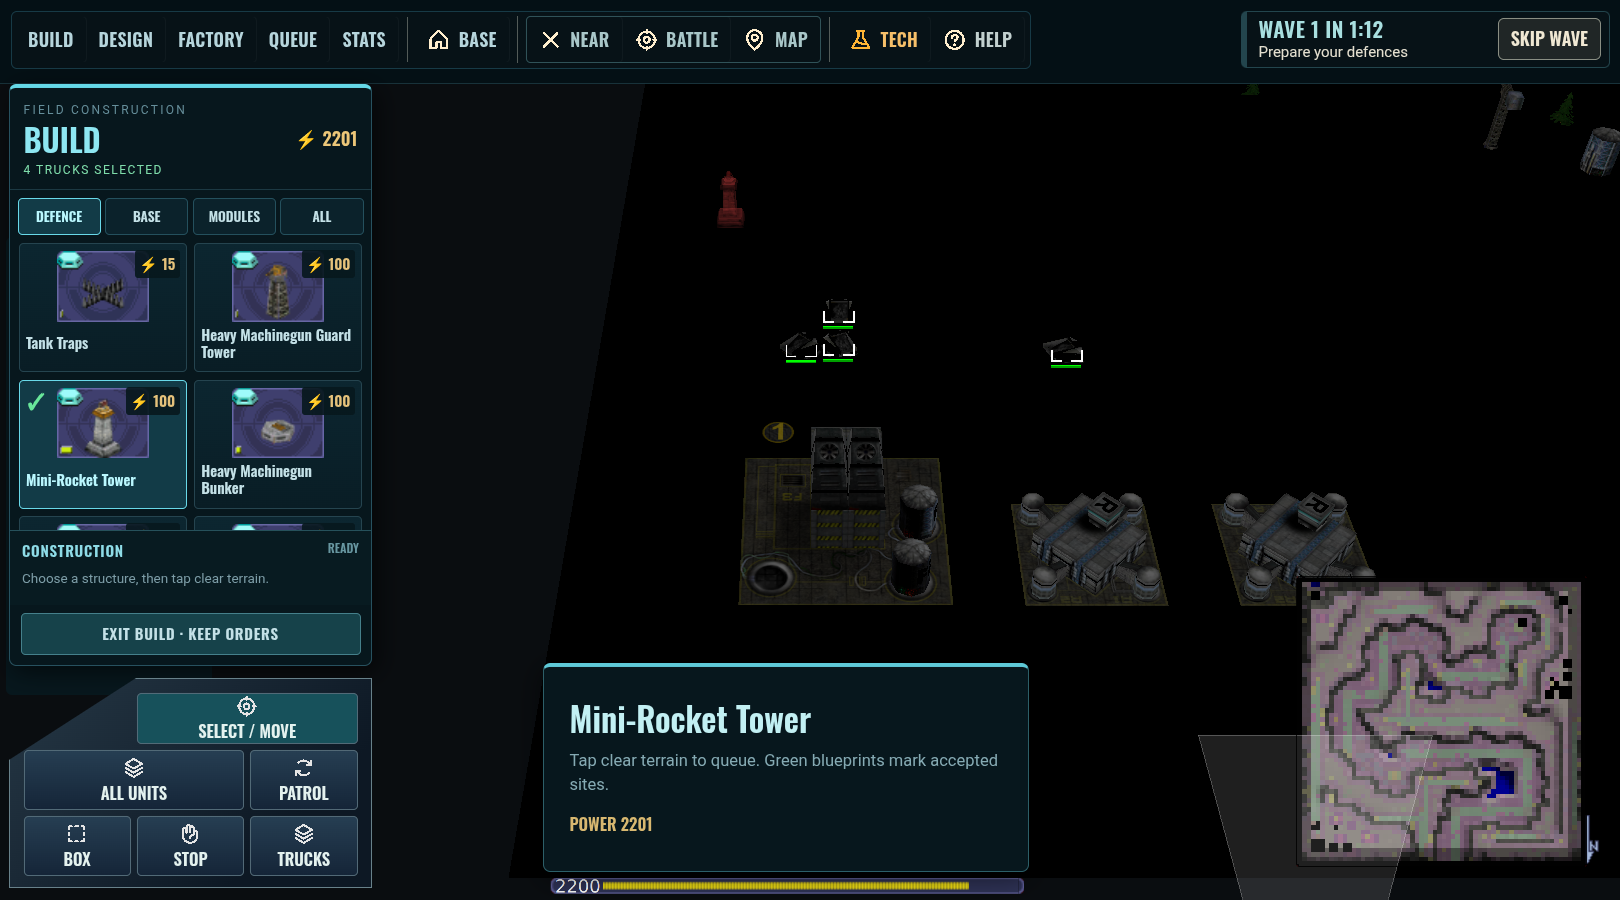 BUILD DESIGN FACTORY QUEUE STATS BASE NEAR BATTLE MAP TECH HELP
WAVE 1 IN 1:12
Prepare your defences
SKIP WAVE
FIELD CONSTRUCTION
BUILD
2201
4 TRUCKS SELECTED
DEFENCE BASE MODULES ALL
15
Tank Traps
100
Heavy Machinegun Guard
Tower
100
Mini-Rocket Tower
100
Heavy Machinegun
Bunker
CONSTRUCTION
READY
Choose a structure, then tap clear terrain.
EXIT BUILD · KEEP ORDERS
SELECT / MOVE
ALL UNITS
PATROL
BOX
STOP
TRUCKS
1
Mini-Rocket Tower
Tap clear terrain to queue. Green blueprints mark accepted
sites.
POWER 2201
2200
N